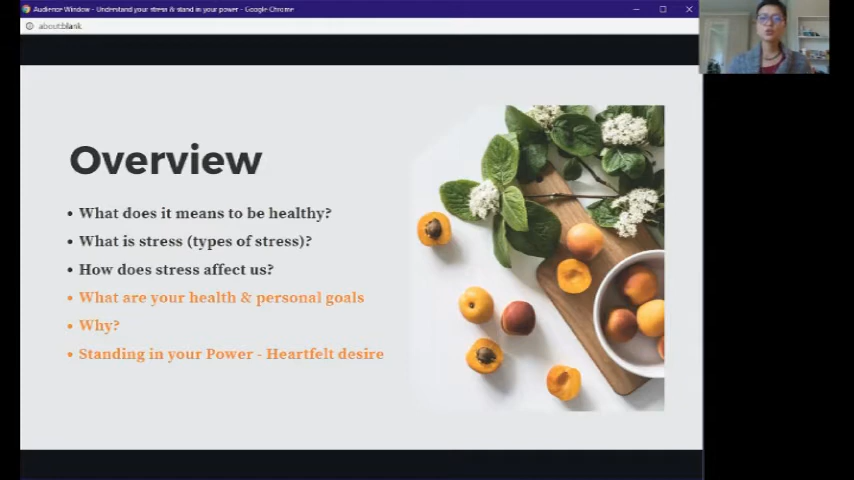 Audience Window - Understand your stress & stand in your power - Google Chrome
about:blank
Overview
• What does it means to be healthy?
• What is stress (types of stress)?
• How does stress affect us?
• What are your health & personal goals
• Why?
• Standing in your Power - Heartfelt desire